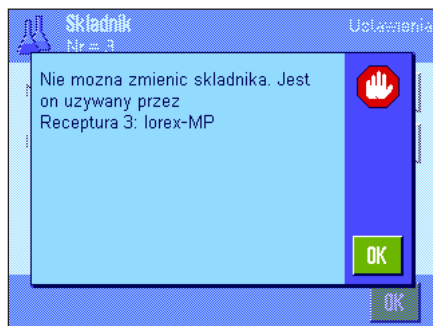 Skladnik
Ustawienia
Nr = 3
Nie mozna zmienic skladnika. Jest
on uzywany przez
Receptura 3: lorex-MP
OK
OK